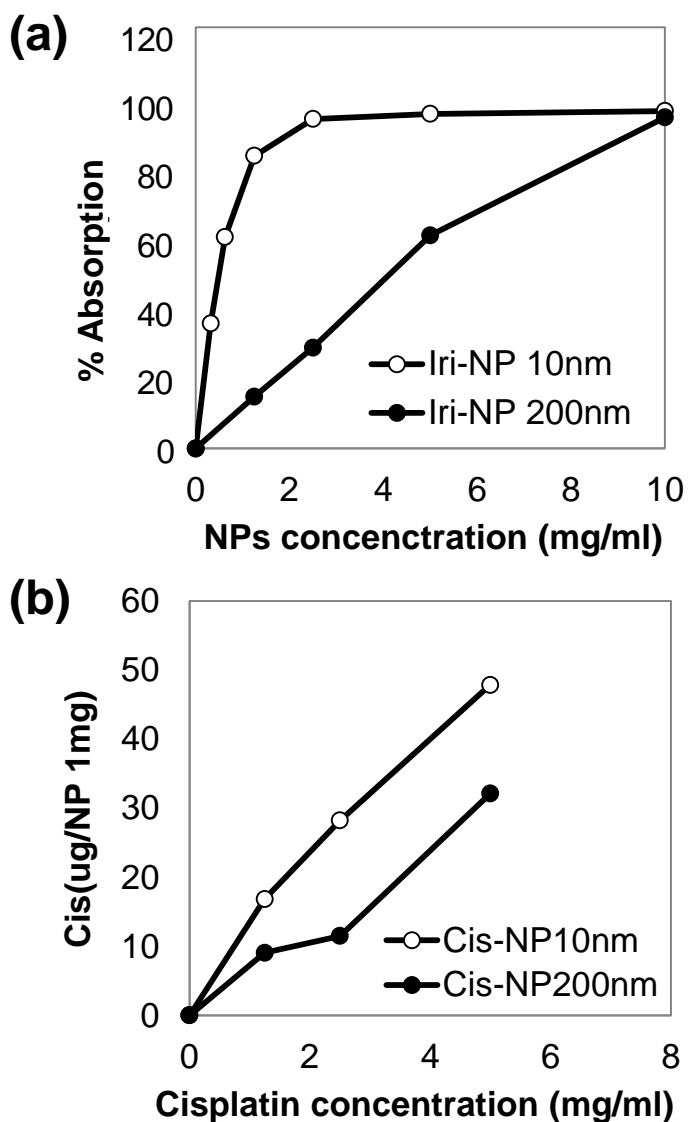 (a)
120
100
80
60
40
20
0
% Absorption
Iri-NP 10nm
Iri-NP 200nm
0 2 4 6 8 10
NPs concenctration (mg/ml)
(b)
60
50
40
30
20
10
0
Cis(ug/NP 1mg)
Cis-NP10nm
Cis-NP200nm
0 2 4 6 8
Cisplatin concentration (mg/ml)